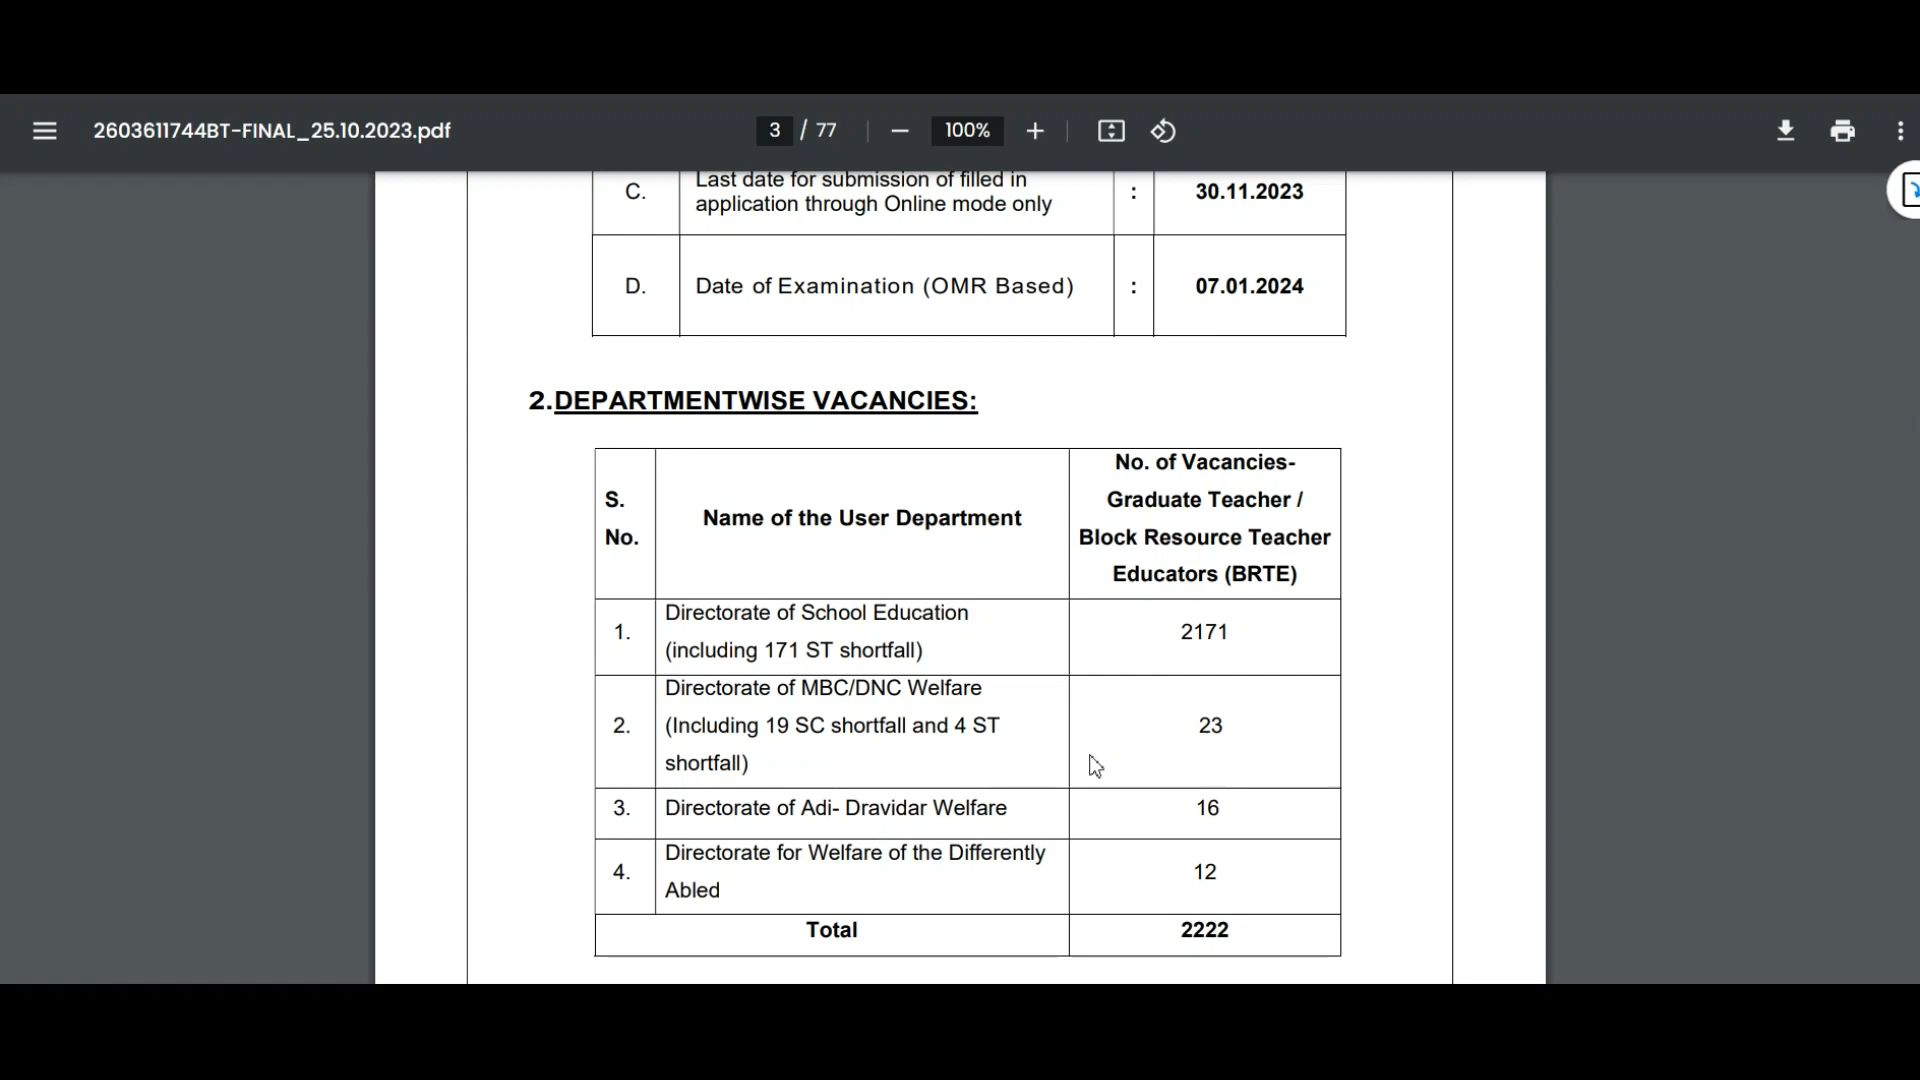 2603611744BT-FINAL_25.10.2023.pdf
3 / 77
100%
C.
Last date for submission of filled in
application through Online mode only
:
30.11.2023
D.
Date of Examination (OMR Based)
:
07.01.2024
2.DEPARTMENTWISE VACANCIES:
S.
No.
Name of the User Department
No. of Vacancies-
Graduate Teacher /
Block Resource Teacher
Educators (BRTE)
1.
Directorate of School Education
(including 171 ST shortfall)
2171
2.
Directorate of MBC/DNC Welfare
(Including 19 SC shortfall and 4 ST
shortfall)
23
3.
Directorate of Adi- Dravidar Welfare
16
4.
Directorate for Welfare of the Differently
Abled
12
Total
2222